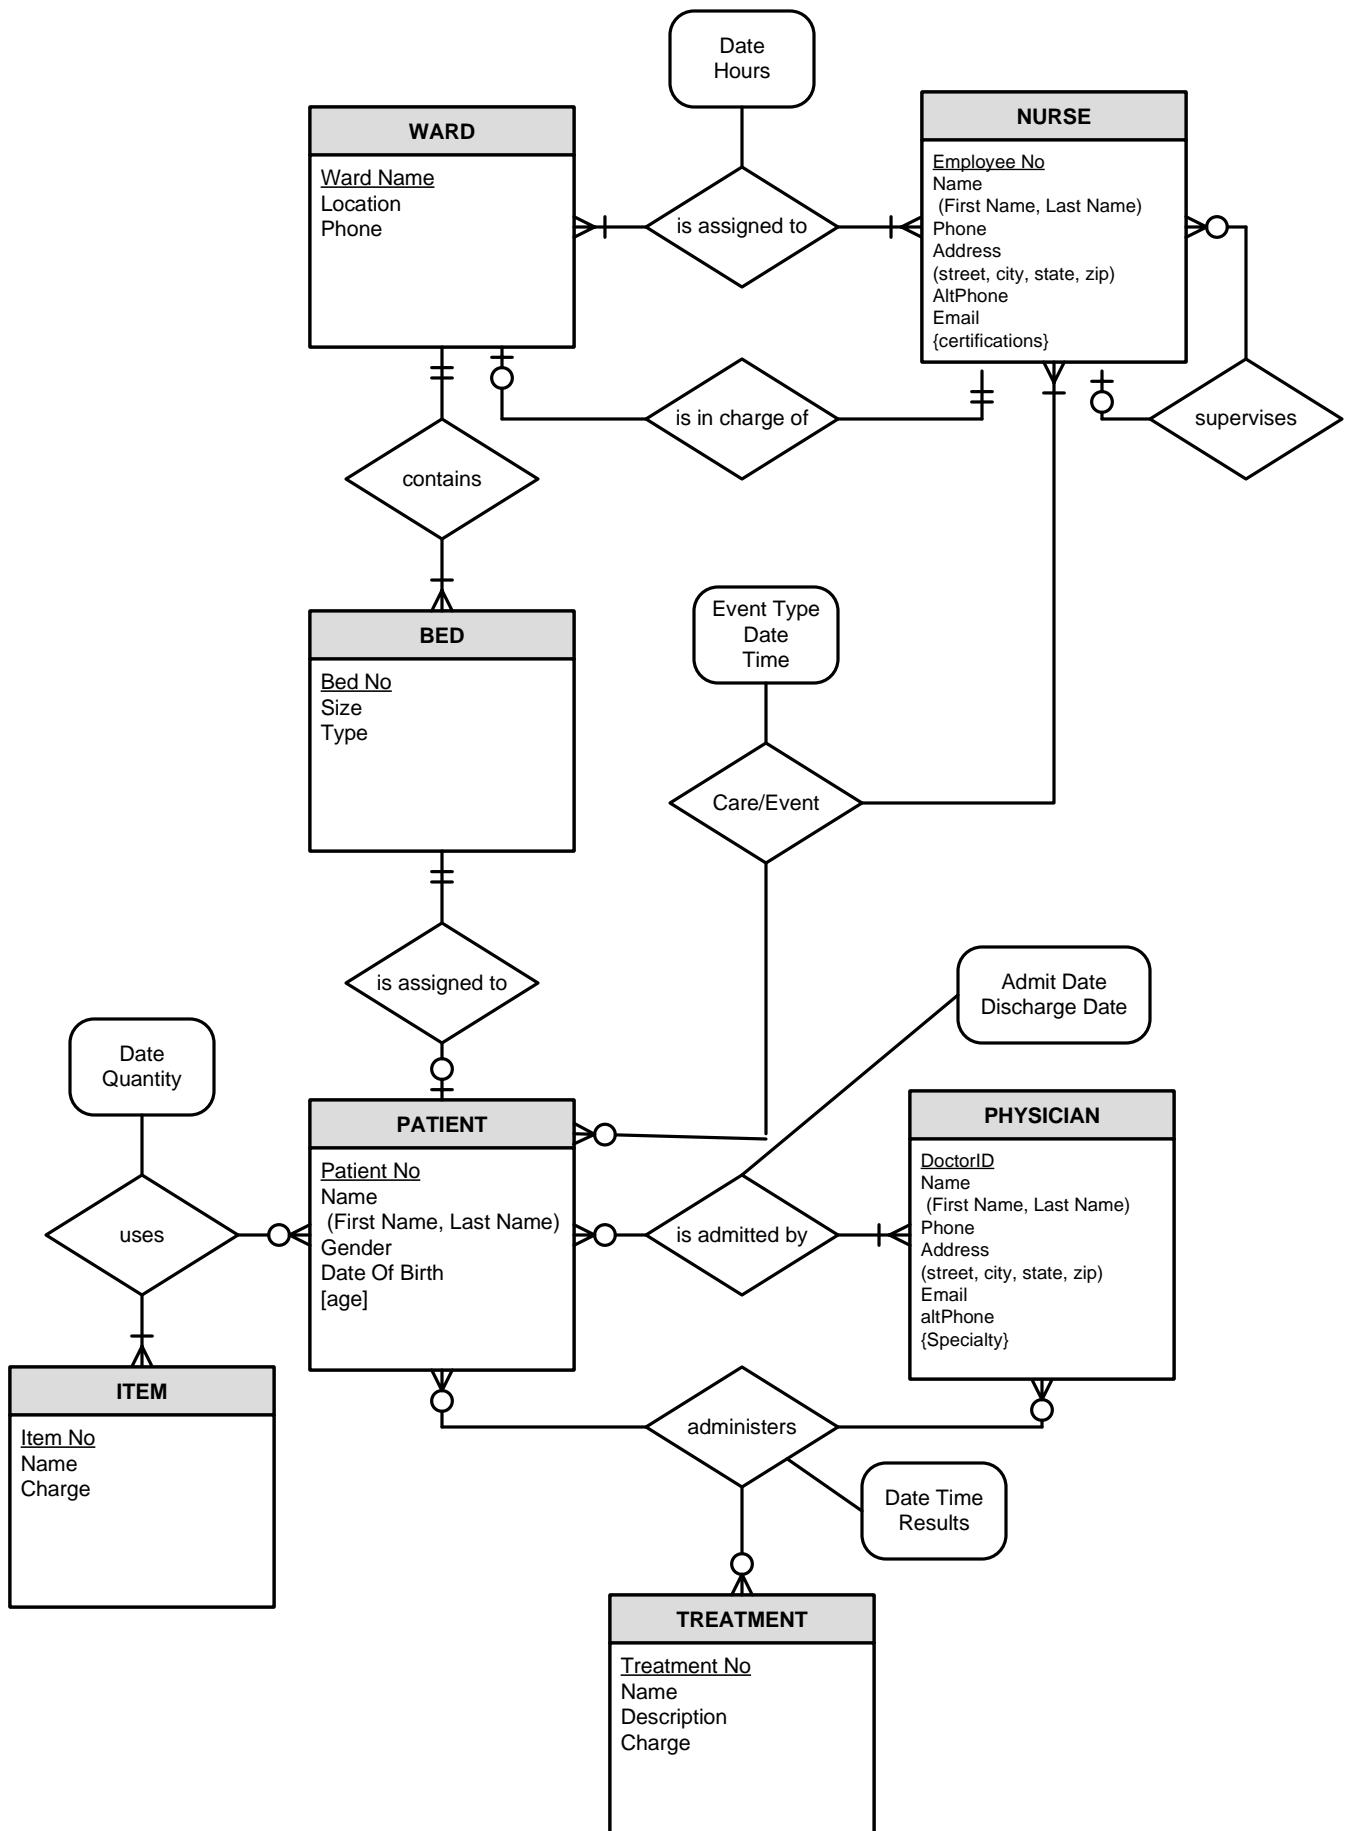 Date
Hours
WARD
Ward Name
Location
Phone
is assigned to
NURSE
Employee No
Name
(First Name, Last Name)
Phone
Address
(street, city, state, zip)
AltPhone
Email
{certifications}
is in charge of
supervises
contains
BED
Bed No
Size
Type
Event Type
Date
Time
Care/Event
is assigned to
Admit Date
Discharge Date
Date
Quantity
uses
PATIENT
Patient No
Name
(First Name, Last Name)
Gender
Date Of Birth
[age]
is admitted by
PHYSICIAN
DoctorID
Name
(First Name, Last Name)
Phone
Address
(street, city, state, zip)
Email
altPhone
{Specialty}
ITEM
Item No
Name
Charge
administers
Date Time
Results
TREATMENT
Treatment No
Name
Description
Charge